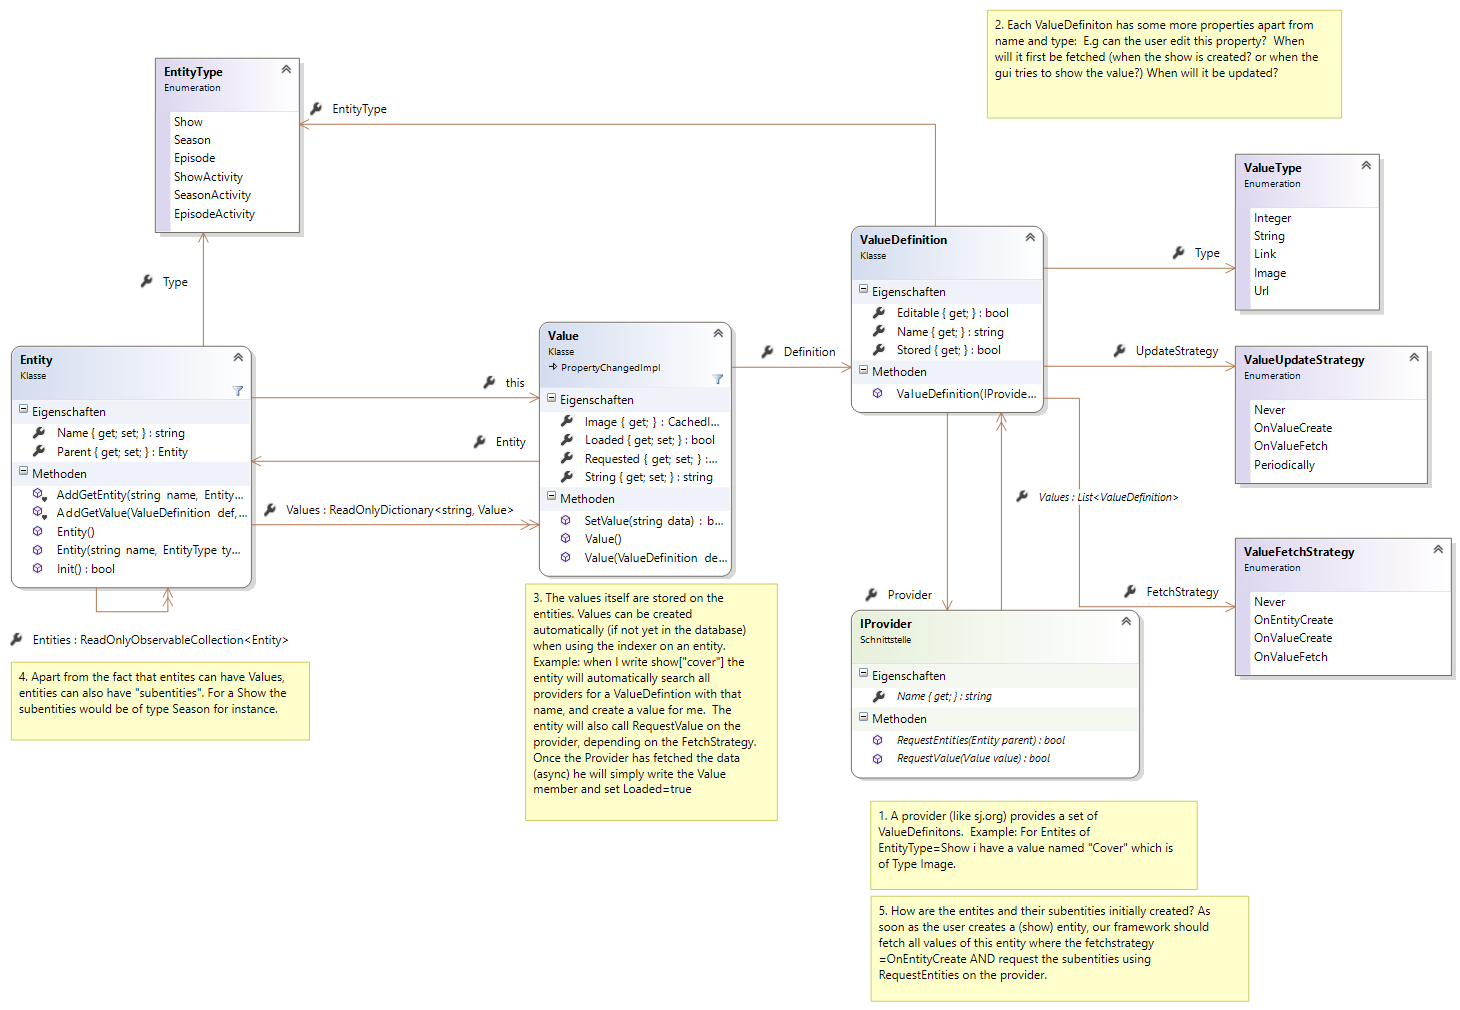 2. Each ValueDefiniton has some more properties apart from
name and type:  E.g can the user edit this property?  When
will it first be fetched (when the show is created? or when the
gui tries to show the value?) When will it be updated?
EntityType
Enumeration
Show
Season
Episode
ShowActivity
SeasonActivity
EpisodeActivity
EntityType
Type
ValueType
Enumeration
Integer
String
Link
Image
Url
ValueDefinition
Klasse
Eigenschaften
Editable { get; } : bool
Name { get; } : string
Stored { get; } : bool
Methoden
ValueDefinition(IProvide...
Type
UpdateStrategy
ValueUpdateStrategy
Enumeration
Never
OnValueCreate
OnValueFetch
Periodically
Entity
Klasse
Eigenschaften
Name { get; set; } : string
Parent { get; set; } : Entity
Methoden
AddGetEntity(string name, Entity...
AddGetValue(ValueDefinition def,...
Entity()
Entity(string name, EntityType ty...
Init() : bool
this
Entity
Values : ReadOnlyDictionary<string, Value>
Entities : ReadOnlyObservableCollection<Entity>
Value
Klasse
PropertyChangedImpl
Eigenschaften
Image { get; } : CachedI...
Loaded { get; set; } : bool
Requested { get; set; } :...
String { get; set; } : string
Methoden
SetValue(string data) : b...
Value()
Value(ValueDefinition de...
Definition
Values : List<ValueDefinition>
Provider
FetchStrategy
ValueFetchStrategy
Enumeration
Never
OnEntityCreate
OnValueCreate
OnValueFetch
IProvider
Schnittstelle
Eigenschaften
Name { get; } : string
Methoden
RequestEntities(Entity parent) : bool
RequestValue(Value value) : bool
3. The values itself are stored on the
entities. Values can be created
automatically (if not yet in the database)
when using the indexer on an entity.
Example: when I write show["cover"] the
entity will automatically search all
providers for a ValueDefintion with that
name, and create a value for me.  The
entity will also call RequestValue on the
provider, depending on the FetchStrategy.
Once the Provider has fetched the data
(async) he will simply write the Value
member and set Loaded=true
4. Apart from the fact that entites can have Values,
entities can also have "subentities". For a Show the
subentities would be of type Season for instance.
1. A provider (like sj.org) provides a set of
ValueDefinitons.  Example: For Entites of
EntityType=Show i have a value named "Cover" which is
of Type Image.
5. How are the entites and their subentities initially created? As
soon as the user creates a (show) entity, our framework should
fetch all values of this entity where the fetchstrategy
=OnEntityCreate AND request the subentities using
RequestEntities on the provider.